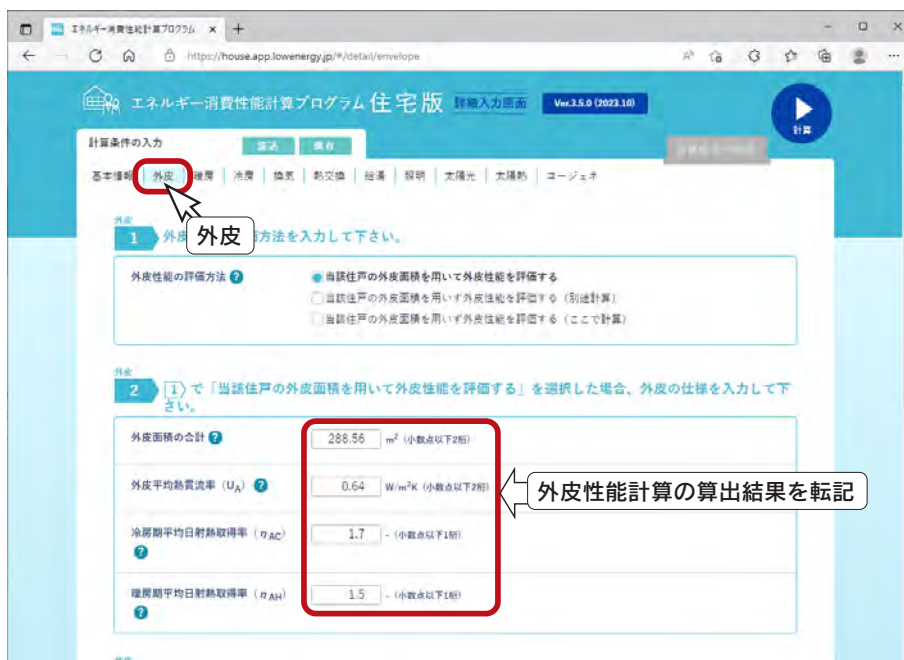 エネルギー消費性能計算プログラム
https://house.app.lowenergy.jp/#/detail/envelope
エネルギー消費性能計算プログラム 住宅版 詳細入力画面 Ver.3.5.0 (2023.10)
計算
計算条件の入力 読込 保存
基本情報 外皮 暖房 冷房 換気 熱交換 給湯 照明 太陽光 太陽熱 コージェネ
外皮
外皮
1 外皮 方法を入力して下さい。
外皮性能の評価方法 ?
当該住戸の外皮面積を用いて外皮性能を評価する
当該住戸の外皮面積を用いず外皮性能を評価する（別途計算）
当該住戸の外皮面積を用いず外皮性能を評価する（ここで計算）
外皮
2 1 で「当該住戸の外皮面積を用いて外皮性能を評価する」を選択した場合、外皮の仕様を入力して下
さい。
外皮面積の合計 ? 288.56 m²（小数点以下2桁）
外皮平均熱貫流率（UA） ? 0.64 W/m²K（小数点以下2桁）
外皮性能計算の算出結果を転記
冷房期平均日射熱取得率（ηAC） 1.7 -（小数点以下1桁）
?
暖房期平均日射熱取得率（ηAH） 1.5 -（小数点以下1桁）
?